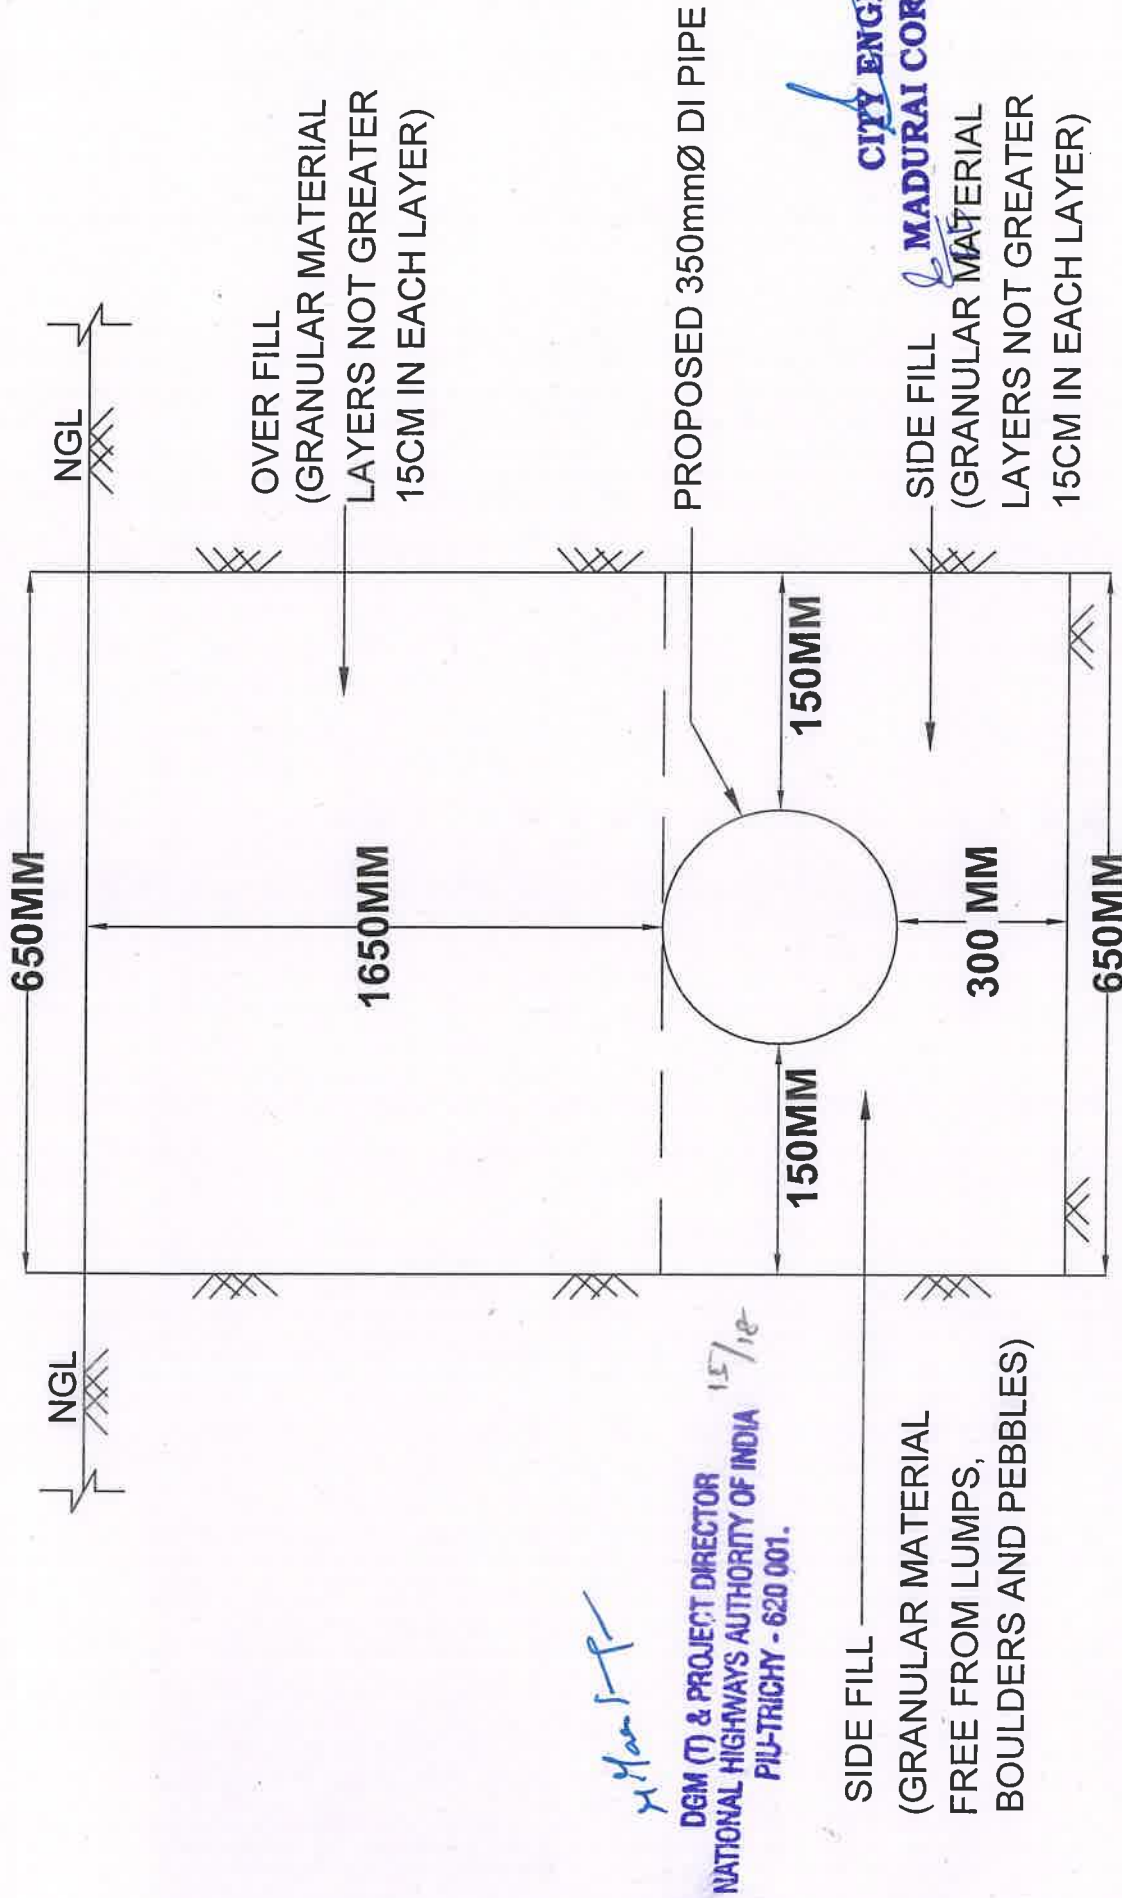 650MM
NGL
NGL
OVER FILL
(GRANULAR MATERIAL
LAYERS NOT GREATER
15CM IN EACH LAYER)
1650MM
PROPOSED 350mmØ DI PIPE
150MM
150MM
300 MM
650MM
SIDE FILL
(GRANULAR MATERIAL
LAYERS NOT GREATER
15CM IN EACH LAYER)
CITY ENG
MADURAI COR
15/18
DGM (T) & PROJECT DIRECTOR
NATIONAL HIGHWAYS AUTHORITY OF INDIA
PIU-TRICHY - 620 001.
SIDE FILL
(GRANULAR MATERIAL
FREE FROM LUMPS,
BOULDERS AND PEBBLES)